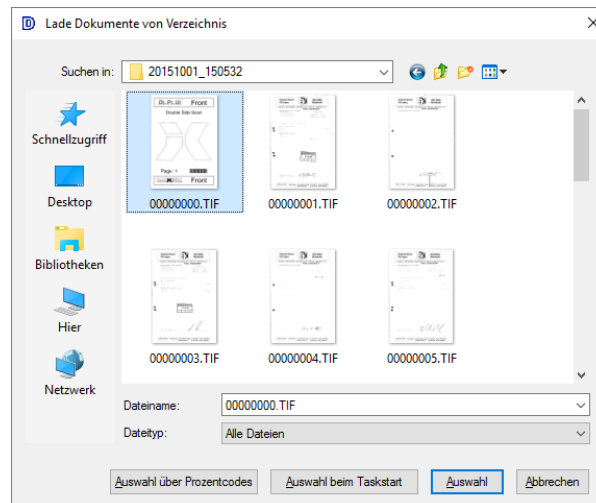 Lade Dokumente von Verzeichnis
Suchen in:
20151001_150532
Schnellzugriff
Desktop
Bibliotheken
Hier
Netzwerk
Front
Double Side Scan
Page:
Front
00000000.TIF
00000001.TIF
00000002.TIF
00000003.TIF
00000004.TIF
00000005.TIF
Dateiname:
00000000.TIF
Dateityp:
Alle Dateien
Auswahl über Prozentcodes
Auswahl beim Taskstart
Auswahl
Abbrechen